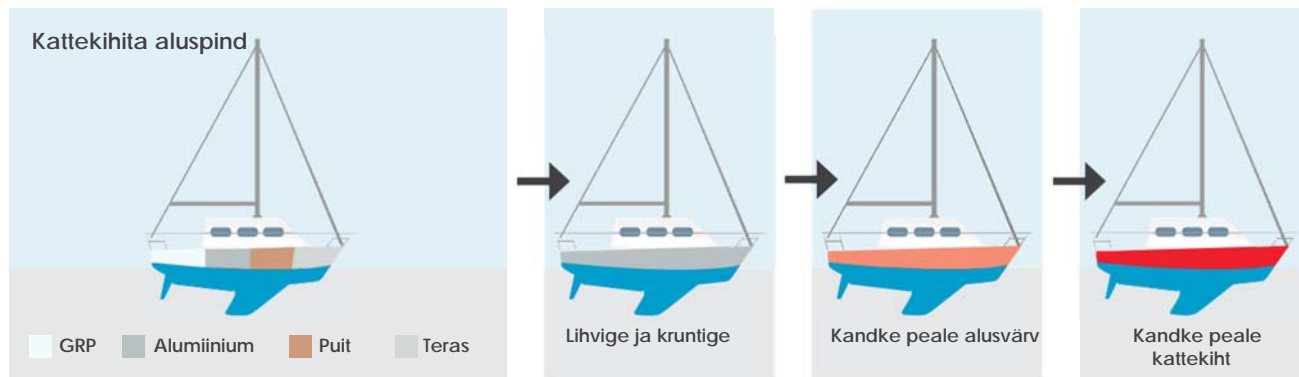 Kattekihita aluspind
GRP Alumiinium Puit Teras
Lihvige ja kruntige
Kandke peale alusvärv
Kandke peale
kattekiht